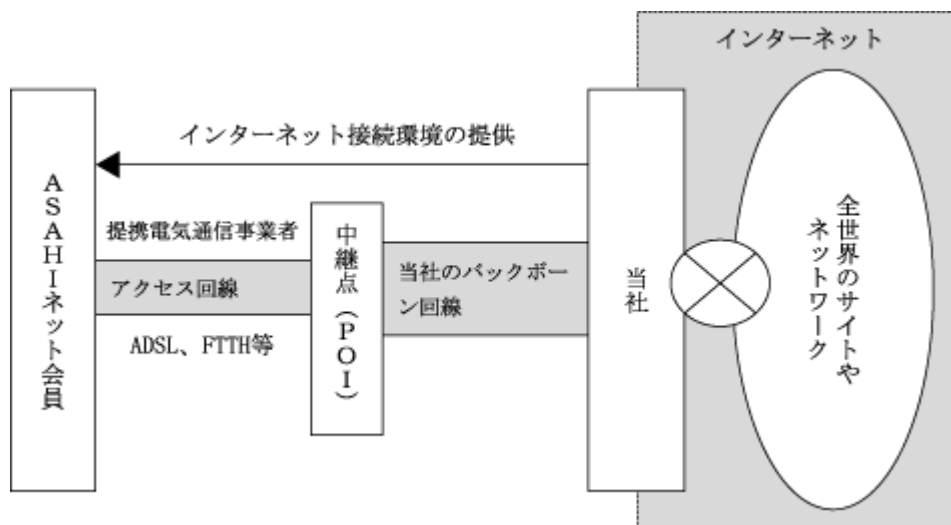 インターネット
インターネット接続環境の提供
ASAHIネット会員
提携電気通信事業者
アクセス回線
ADSL、FTTH等
中継点(POI)
当社のバックボー
ン回線
当社
全世界のサイトや
ネットワーク